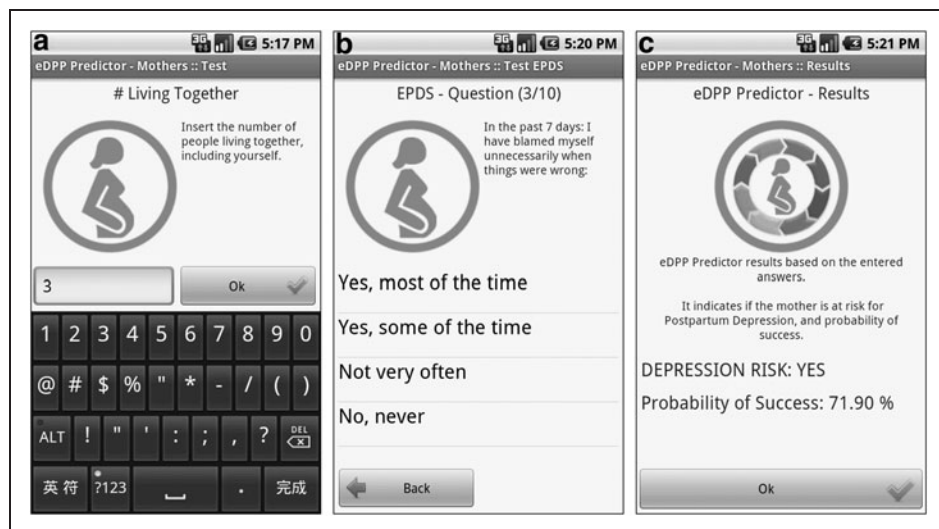 a
3G
5:17 PM
eDPP Predictor - Mothers :: Test
# Living Together
Insert the number of
people living together,
including yourself.
3
Ok
1 2 3 4 5 6 7 8 9 0
@ # $ % " * - / ( )
ALT ! " ' : ; , ? DEL
英 符 ?123 . 完成
b
3G
5:20 PM
eDPP Predictor - Mothers :: Test EPDS
EPDS - Question (3/10)
In the past 7 days: I
have blamed myself
unnecessarily when
things were wrong:
Yes, most of the time
Yes, some of the time
Not very often
No, never
Back
c
3G
5:21 PM
eDPP Predictor - Mothers :: Results
eDPP Predictor - Results
eDPP Predictor results based on the entered
answers.
It indicates if the mother is at risk for
Postpartum Depression, and probability of
success.
DEPRESSION RISK: YES
Probability of Success: 71.90 %
Ok